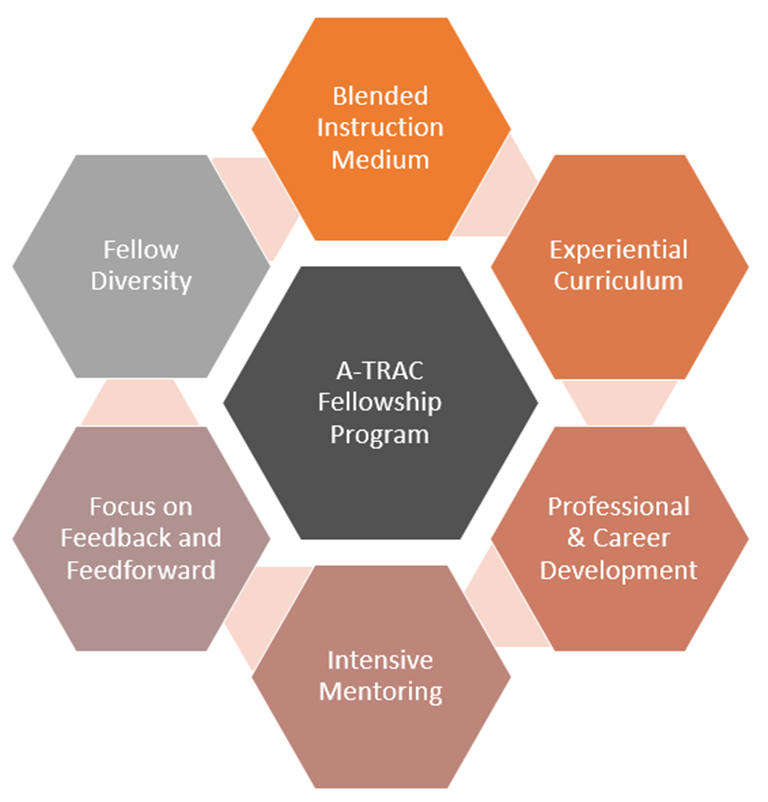 Blended
Instruction
Medium
Experiential
Curriculum
Professional
& Career
Development
Intensive
Mentoring
Focus on
Feedback and
Feedforward
Fellow
Diversity
A-TRAC
Fellowship
Program